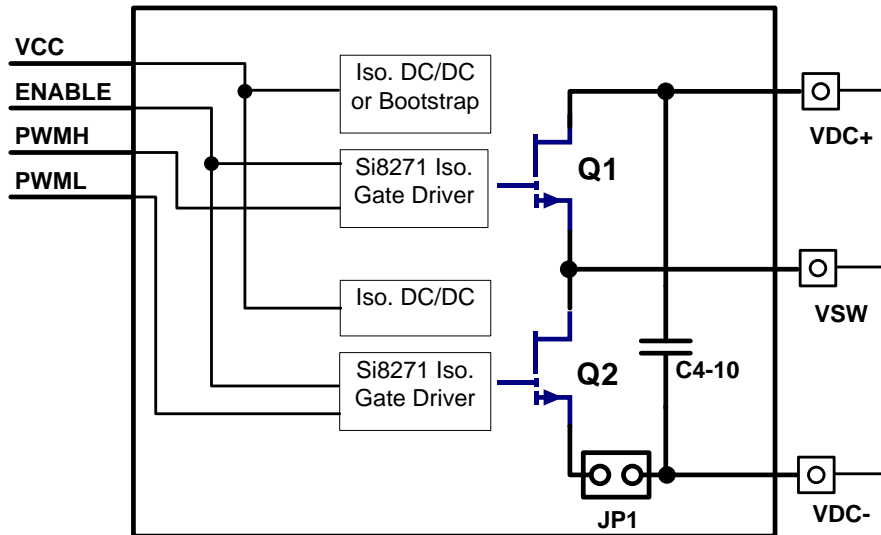 VCC
ENABLE
PWMH
PWML
Iso. DC/DC
or Bootstrap
Si8271 Iso.
Gate Driver
Q1
VDC+
Iso. DC/DC
VSW
Si8271 Iso.
Gate Driver
Q2
C4-10
JP1
VDC-